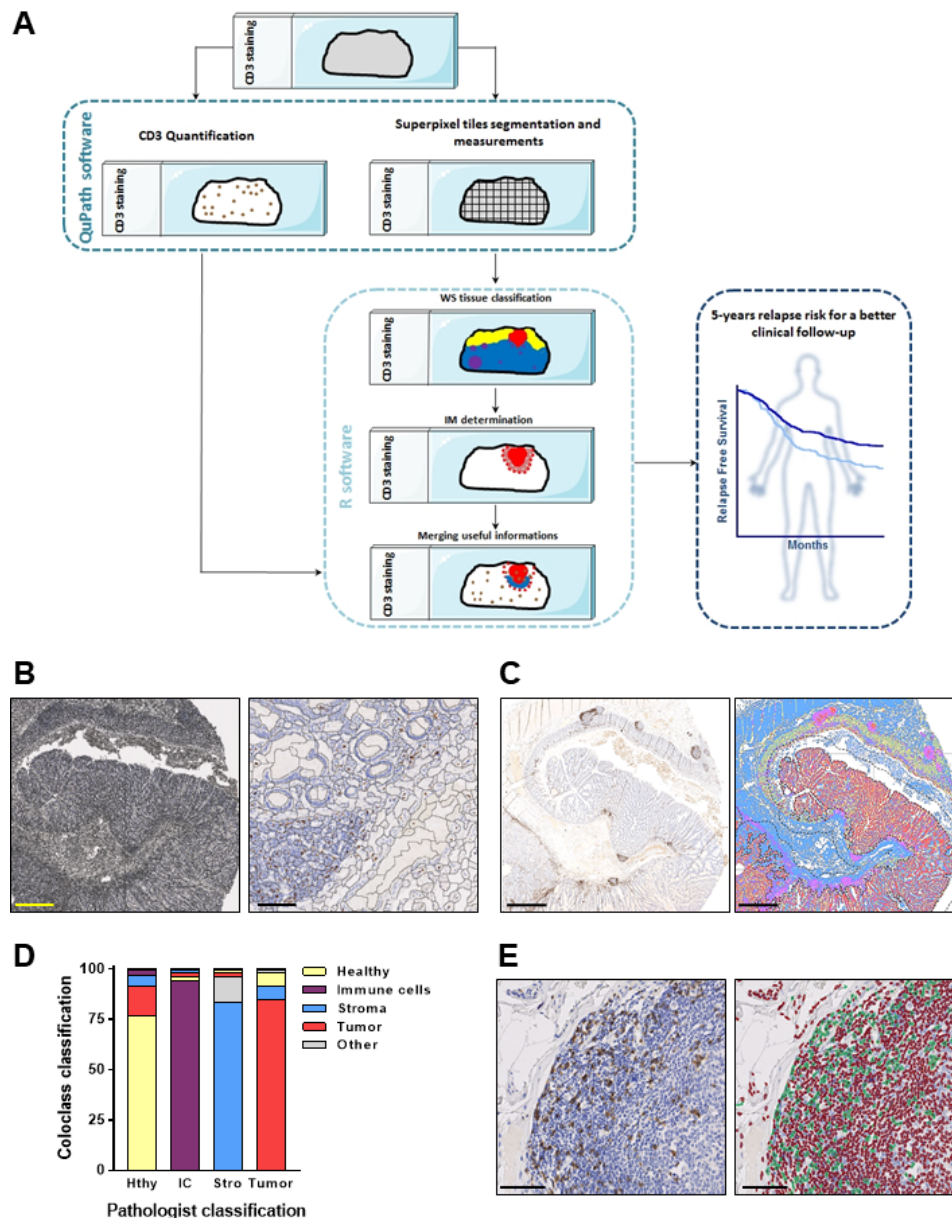 A
CD3 staining
QuPath software
CD3 Quantification
Superpixel tiles segmentation and
measurements
CD3 staining
CD3 staining
R software
WS tissue classification
CD3 staining
IM determination
CD3 staining
Merging useful informations
CD3 staining
5-years relapse risk for a better
clinical follow-up
Relapse Free Survival
Months
B
C
D
Coloclass classification
100
75
50
25
0
Hthy IC Stro Tumor
Pathologist classification
Healthy
Immune cells
Stroma
Tumor
Other
E